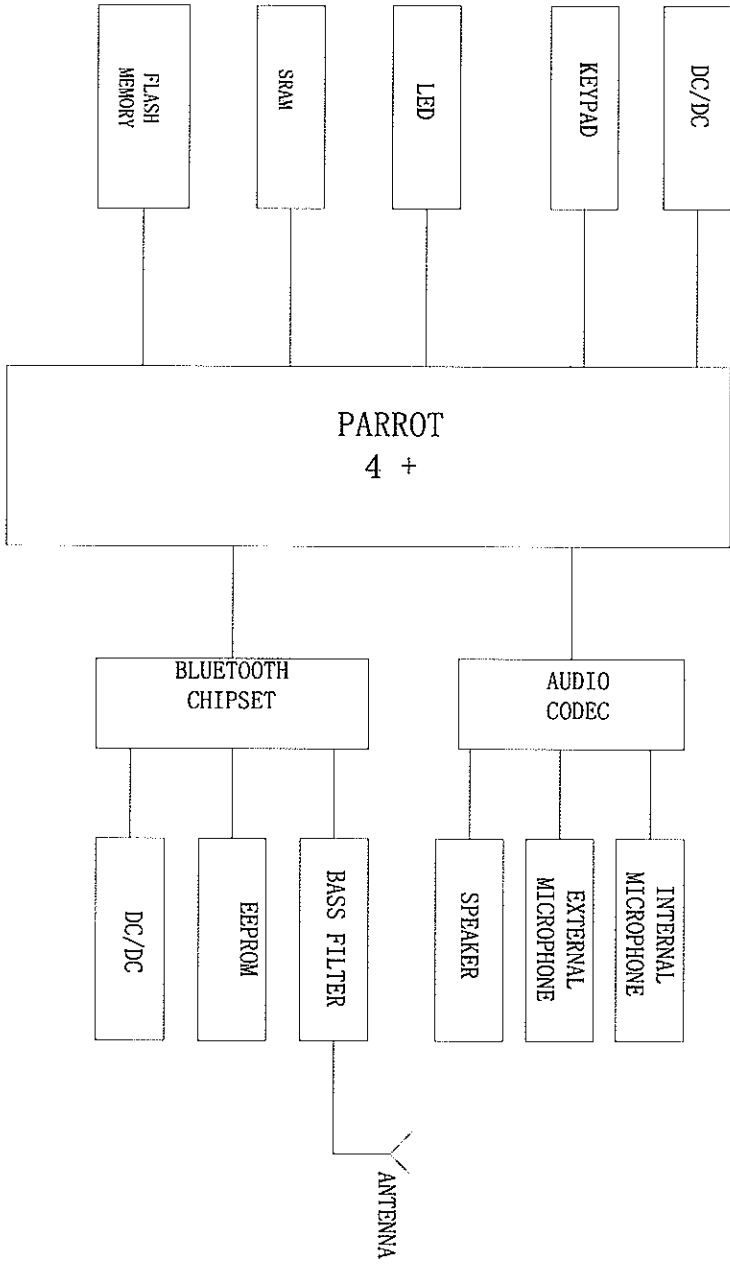 FLASH
MEMORY
SRAM
LED
KEYPAD
DC/DC
PARROT
4 +
BLUETOOTH
CHIPSET
AUDIO
CODEC
DC/DC
EEPROM
BASS FILTER
SPEAKER
EXTERNAL
MICROPHONE
INTERNAL
MICROPHONE
ANTENNA